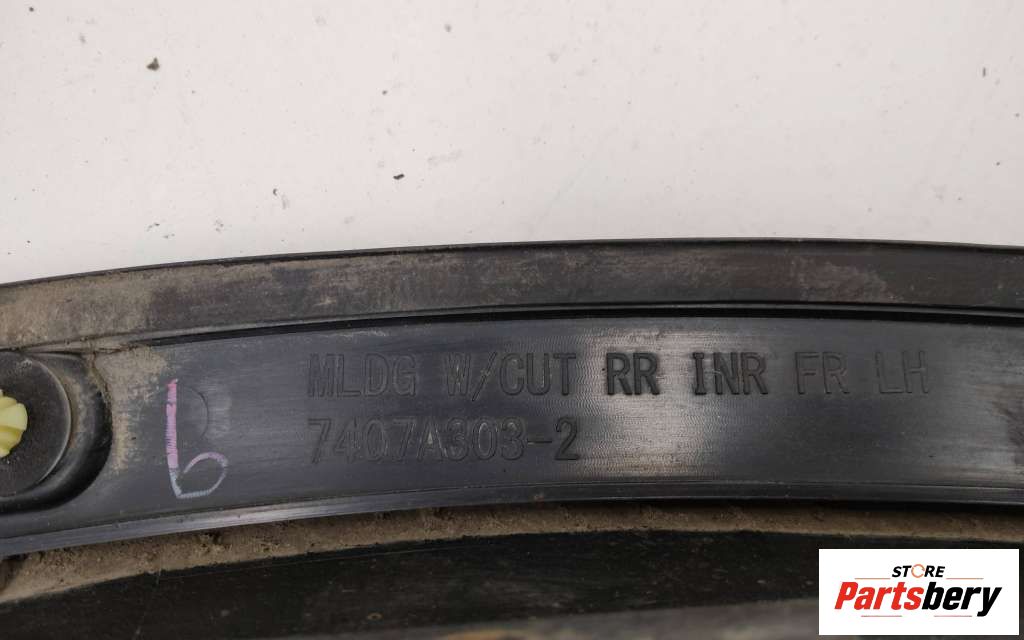 MLDG W/CUT RR INR FR LH
7407A303-2
b
STORE
Partsbery